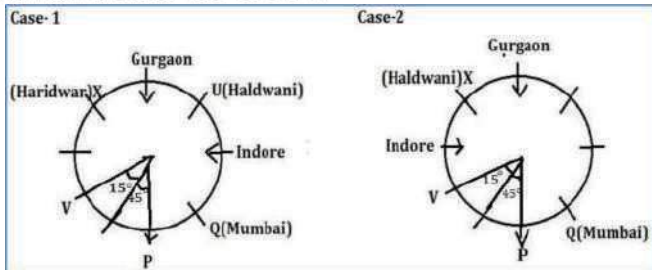 Case- 1
Case-2
Gurgaon
Gurgaon
(Haridwar)X
U(Haldwani)
(Haldwani)X
Indore
Indore
15°
15°
45
45°
V
V
Q(Mumbai)
Q(Mumbai)
P
P